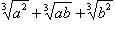 ∛a² + ∛ab + ∛b²